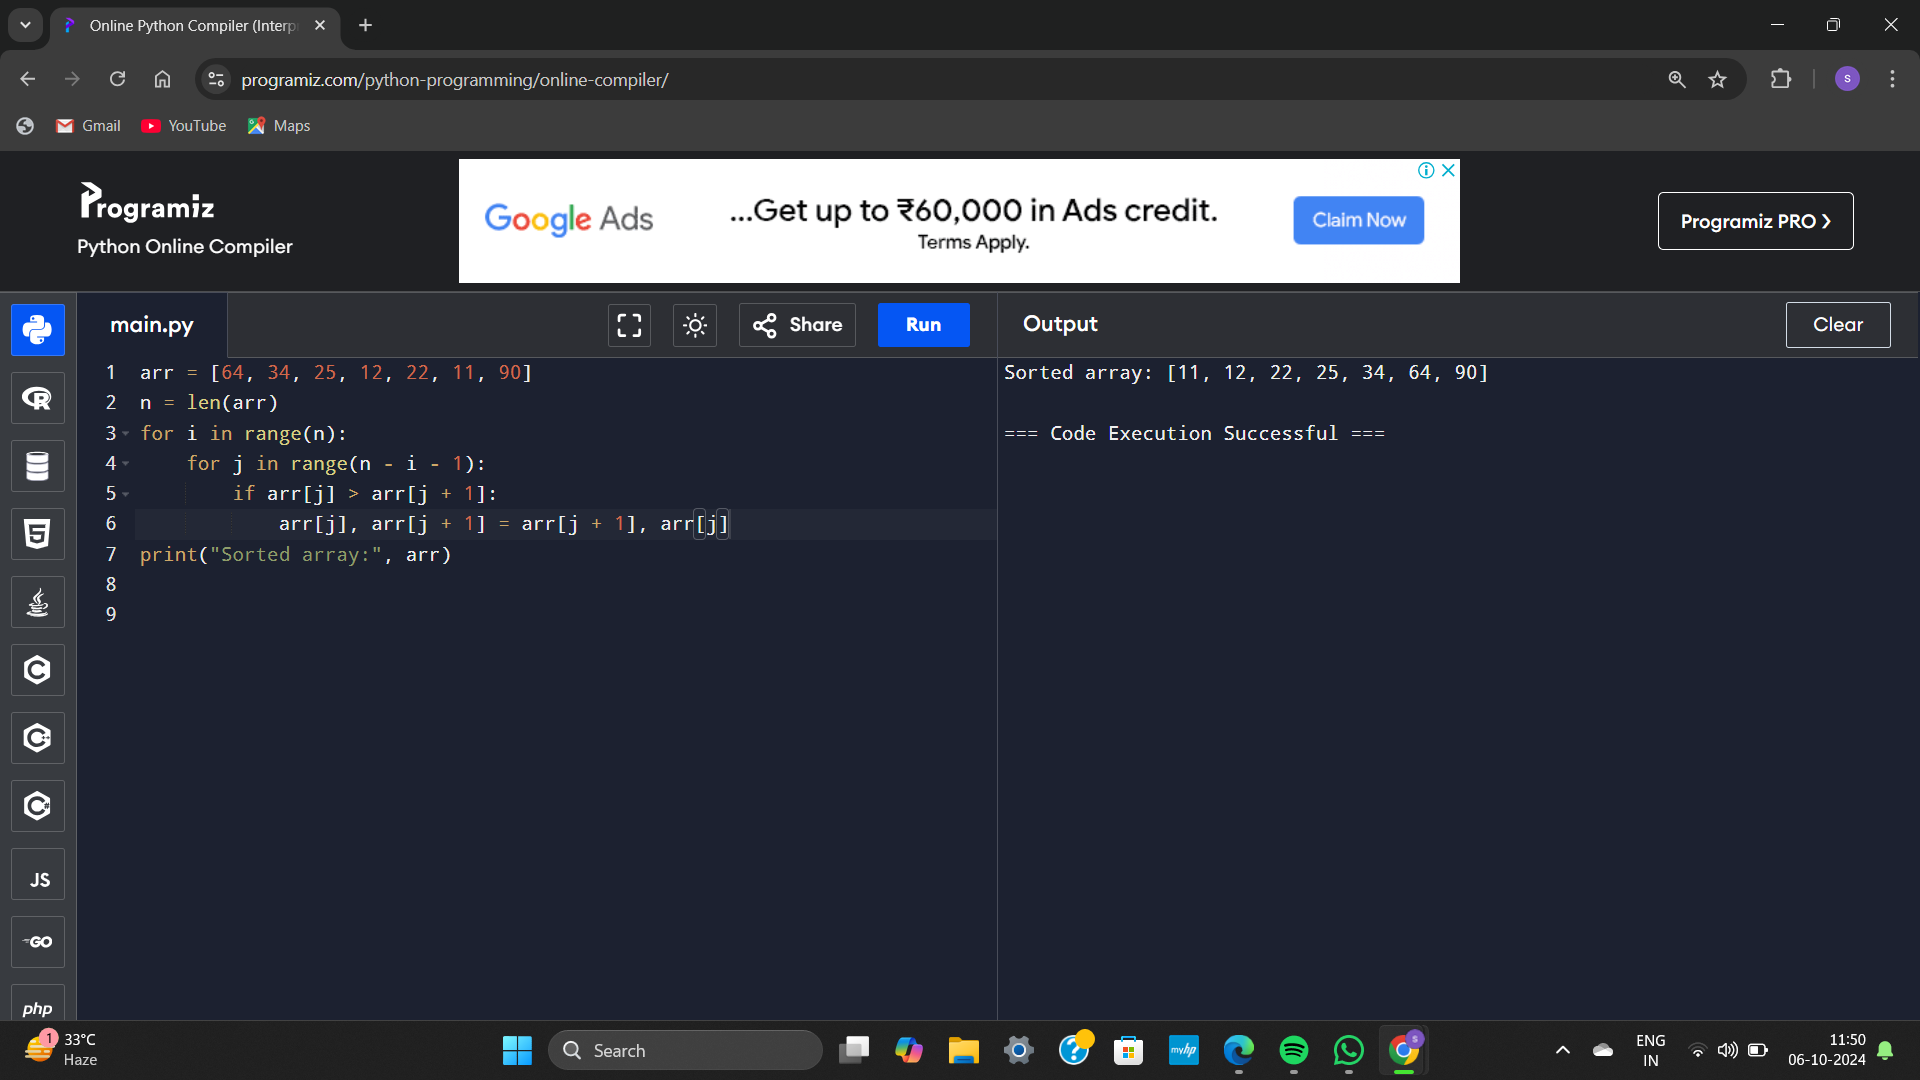 Online Python Compiler (Interp
programiz.com/python-programming/online-compiler/
S
Gmail
YouTube
Maps
Programiz
Python Online Compiler
Google Ads
...Get up to ₹60,000 in Ads credit.
Terms Apply.
Claim Now
Programiz PRO ❯
main.py
Share
Run
Output
Clear
1 arr = [64, 34, 25, 12, 22, 11, 90]
2 n = len(arr)
3 for i in range(n):
4     for j in range(n - i - 1):
5         if arr[j] > arr[j + 1]:
6             arr[j], arr[j + 1] = arr[j + 1], arr[j]
7 print("Sorted array:", arr)
8
9
Sorted array: [11, 12, 22, 25, 34, 64, 90]
=== Code Execution Successful ===
R
5
C
C++
C#
JS
GO
php
1
33°C
Haze
Search
myhp
S
ENG
IN
11:50
06-10-2024